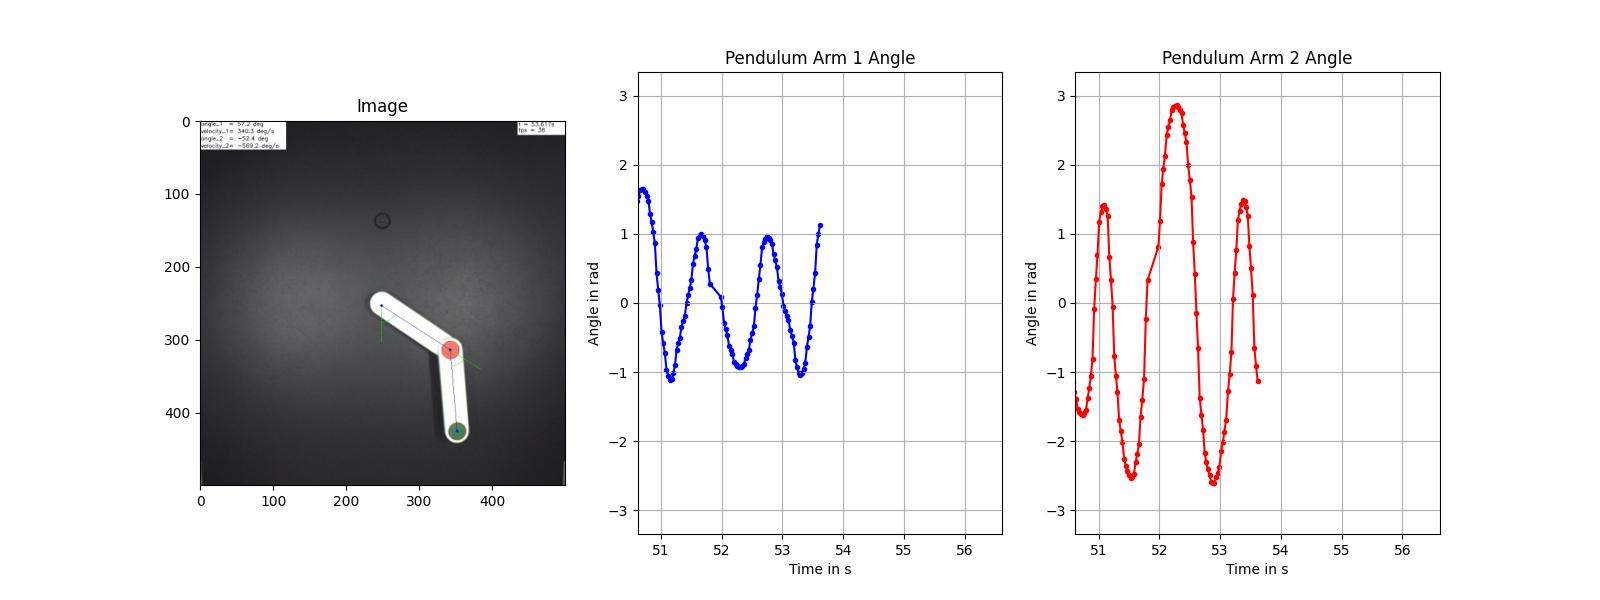 Image
angle_1 = 57.2 deg
velocity_1= 340.3 deg/s
angle_2 = -52.4 deg
velocity_2= -569.2 deg/s
t = 53.617s
fps = 38
0
100
200
300
400
0 100 200 300 400
Pendulum Arm 1 Angle
Angle in rad
3
2
1
0
−1
−2
−3
51 52 53 54 55 56
Time in s
Pendulum Arm 2 Angle
Angle in rad
3
2
1
0
−1
−2
−3
51 52 53 54 55 56
Time in s